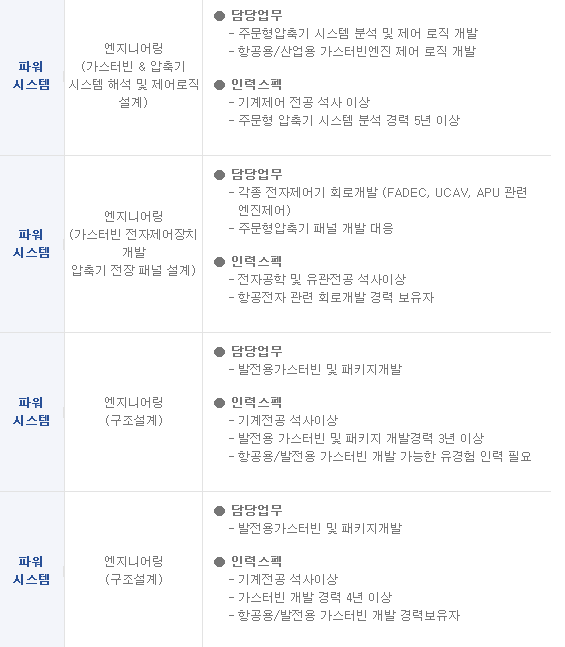 파워
시스템
엔지니어링
(가스터빈 & 압축기
시스템 해석 및 제어로직
설계)
● 담당업무
- 주문형압축기 시스템 분석 및 제어 로직 개발
- 항공용/산업용 가스터빈엔진 제어 로직 개발
● 인력스펙
- 기계제어 전공 석사 이상
- 주문형 압축기 시스템 분석 경력 5년 이상
파워
시스템
엔지니어링
(가스터빈 전자제어장치
개발
압축기 전장 패널 설계)
● 담당업무
- 각종 전자제어기 회로개발 (FADEC, UCAV, APU 관련
엔진제어)
- 주문형압축기 패널 개발 대응
● 인력스펙
- 전자공학 및 유관전공 석사이상
- 항공전자 관련 회로개발 경력 보유자
파워
시스템
엔지니어링
(구조설계)
● 담당업무
- 발전용가스터빈 및 패키지개발
● 인력스펙
- 기계전공 석사이상
- 발전용 가스터빈 및 패키지 개발경력 3년 이상
- 항공용/발전용 가스터빈 개발 가능한 유경험 인력 필요
파워
시스템
엔지니어링
(구조설계)
● 담당업무
- 발전용가스터빈 및 패키지개발
● 인력스펙
- 기계전공 석사이상
- 가스터빈 개발 경력 4년 이상
- 항공용/발전용 가스터빈 개발 경력보유자